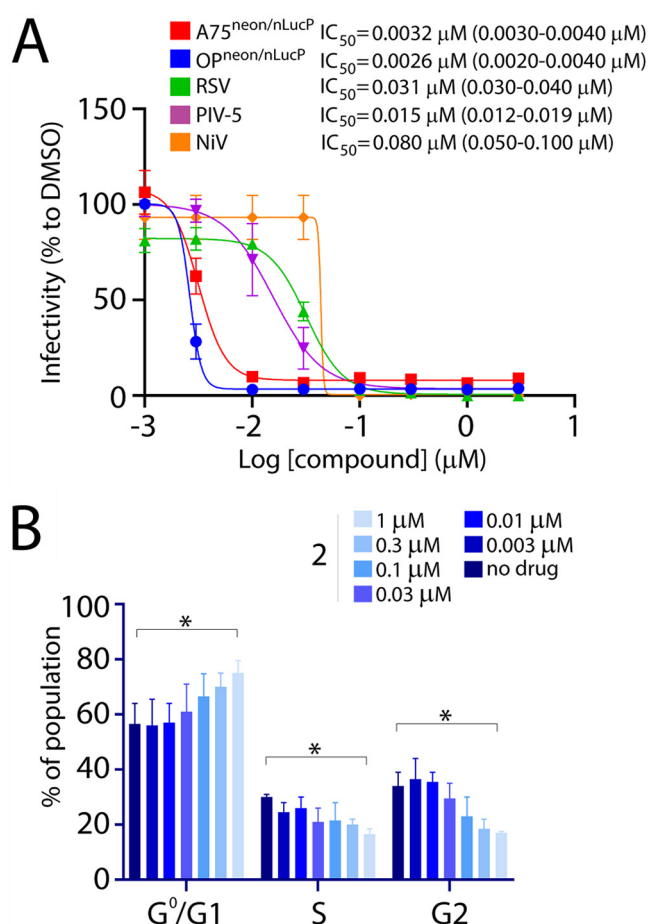 A
A75neon/nLucP IC50=0.0032 µM (0.0030-0.0040 µM)
OPneon/nLucP IC50=0.0026 µM (0.0020-0.0040 µM)
RSV IC50=0.031 µM (0.030-0.040 µM)
PIV-5 IC50=0.015 µM (0.012-0.019 µM)
NiV IC50=0.080 µM (0.050-0.100 µM)
Infectivity (% to DMSO)
150
100
50
0
-3 -2 -1 0 1
Log [compound] (µM)
B
2
1 µM 0.01 µM
0.3 µM 0.003 µM
0.1 µM no drug
0.03 µM
% of population
100
80
60
40
20
0
* * *
G0/G1 S G2